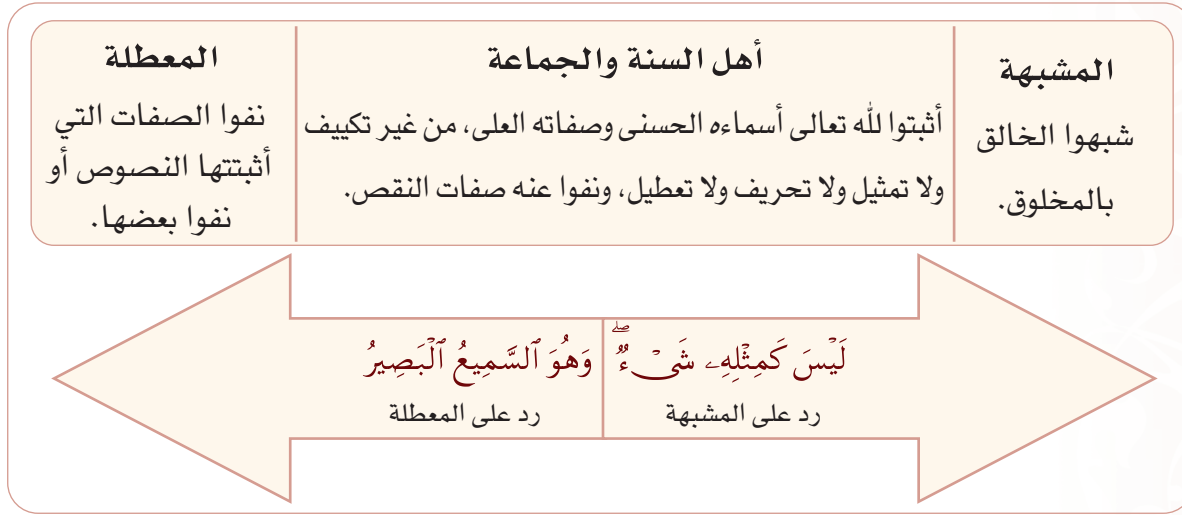 المشبهة
شبهوا الخالق
بالمخلوق.
أهل السنة والجماعة
أثبتوا لله تعالى أسماءه الحسنى وصفاته العلى، من غير تكييف
ولا تمثيل ولا تحريف ولا تعطيل، ونفوا عنه صفات النقص.
المعطلة
نفوا الصفات التي
أثبتتها النصوص أو
نفوا بعضها.
لَيْسَ كَمِثْلِهِۦ شَىْءٌۖ
رد على المشبهة
وَهُوَ ٱلسَّمِيعُ ٱلْبَصِيرُ
رد على المعطلة